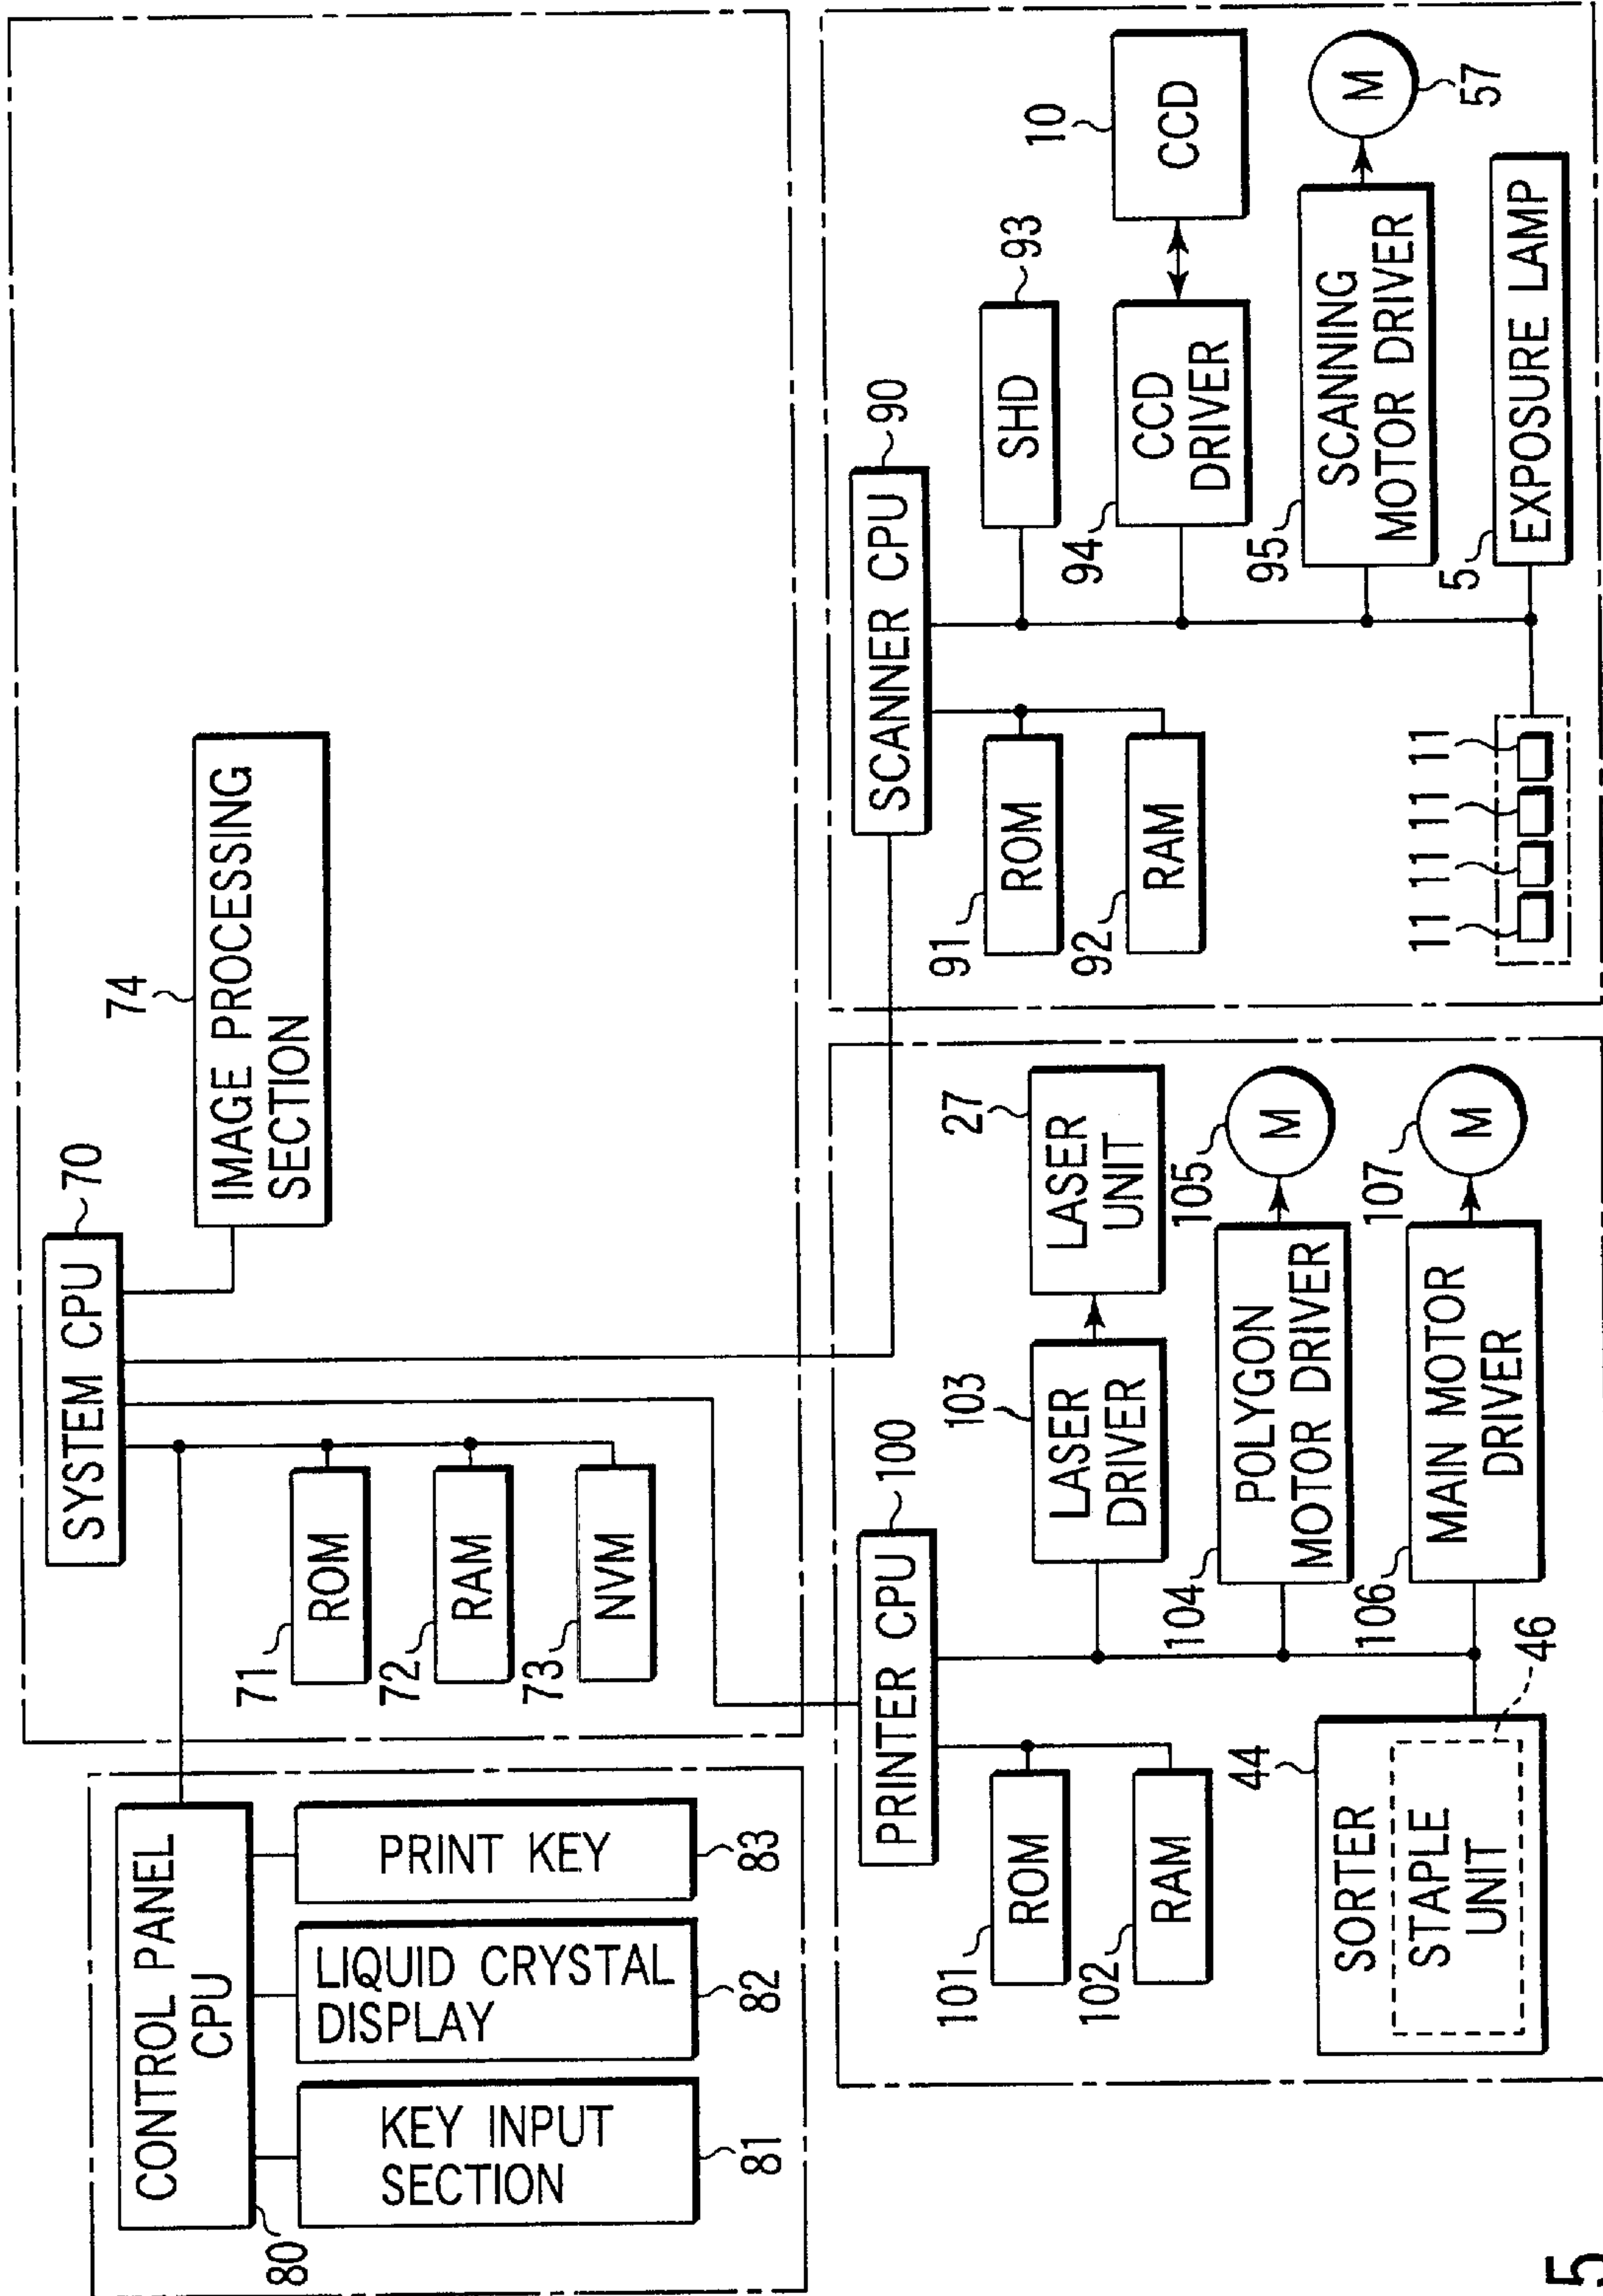 CONTROL PANEL
CPU
80
KEY INPUT
SECTION
81
LIQUID CRYSTAL
DISPLAY
82
PRINT KEY
83
SYSTEM CPU
70
71
ROM
72
RAM
73
NVM
74
IMAGE PROCESSING
SECTION
PRINTER CPU
100
101
ROM
102
RAM
44
SORTER
STAPLE
UNIT
46
103
LASER
DRIVER
27
LASER
UNIT
104
POLYGON
MOTOR DRIVER
105
M
106
MAIN MOTOR
DRIVER
107
M
SCANNER CPU
90
91
ROM
92
RAM
11
11
11
11
SHD
93
94
CCD
DRIVER
10
CCD
95
SCANNING
MOTOR DRIVER
M
57
5
EXPOSURE LAMP
5